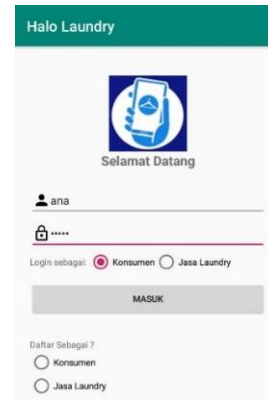 Halo Laundry
Selamat Datang
ana
•••••
Login sebagai: Konsumen Jasa Laundry
MASUK
Daftar Sebagai ?
Konsumen
Jasa Laundry